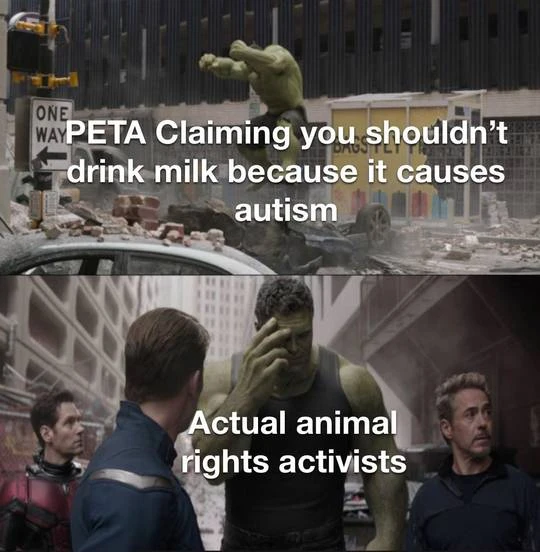 ONE
WAY
PETA Claiming you shouldn't
drink milk because it causes
autism
Actual animal
rights activists